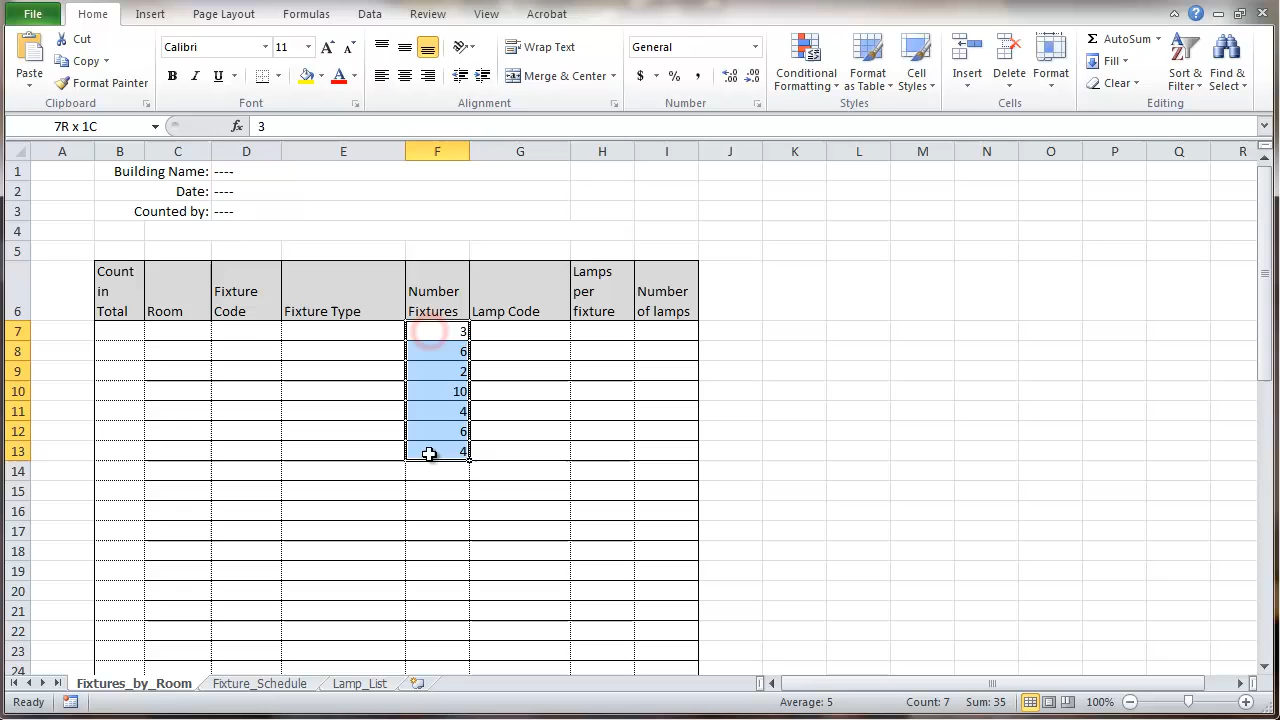 File Home Insert Page Layout Formulas Data Review View Acrobat
Paste Cut Copy Format Painter Clipboard
Calibri 11 A A B I U A Font
Wrap Text Merge & Center Alignment
General $ % , Number
Conditional Formatting Format as Table Cell Styles Styles
Insert Delete Format Cells
Σ AutoSum Fill Clear Sort & Filter Find & Select Editing
7R x 1C fx 3
A B C D E F G H I J K L M N O P Q R
1 Building Name: ----
2 Date: ----
3 Counted by: ----
4
5
6 Count in Total Room Fixture Code Fixture Type Number Fixtures Lamp Code Lamps per fixture Number of lamps
7 3
8 6
9 2
10 10
11 4
12 6
13 4
14
15
16
17
18
19
20
21
22
23
24
Fixtures_by_Room Fixture_Schedule Lamp_List
Ready Average: 5 Count: 7 Sum: 35 100%